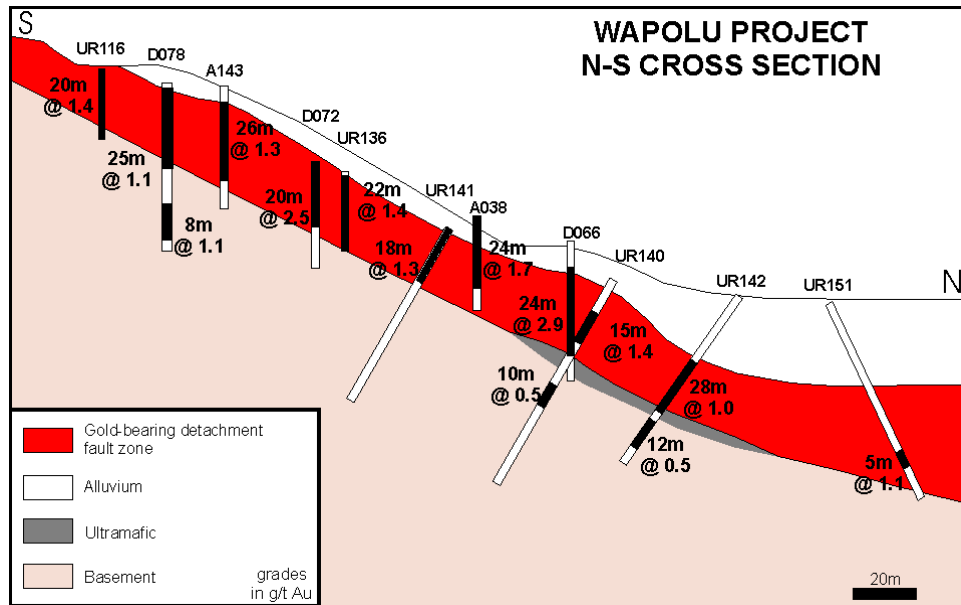 S
WAPOLU PROJECT
N-S CROSS SECTION
UR116
D078
A143
D072
UR136
UR141
A038
D066
UR140
UR142
UR151
N
20m
@ 1.4
25m
@ 1.1
8m
@ 1.1
26m
@ 1.3
20m
@ 2.5
22m
@ 1.4
18m
@ 1.3
24m
@ 1.7
24m
@ 2.9
10m
@ 0.5
15m
@ 1.4
28m
@ 1.0
12m
@ 0.5
5m
@ 1.1
Gold-bearing detachment
fault zone
Alluvium
Ultramafic
Basement
grades
in g/t Au
20m